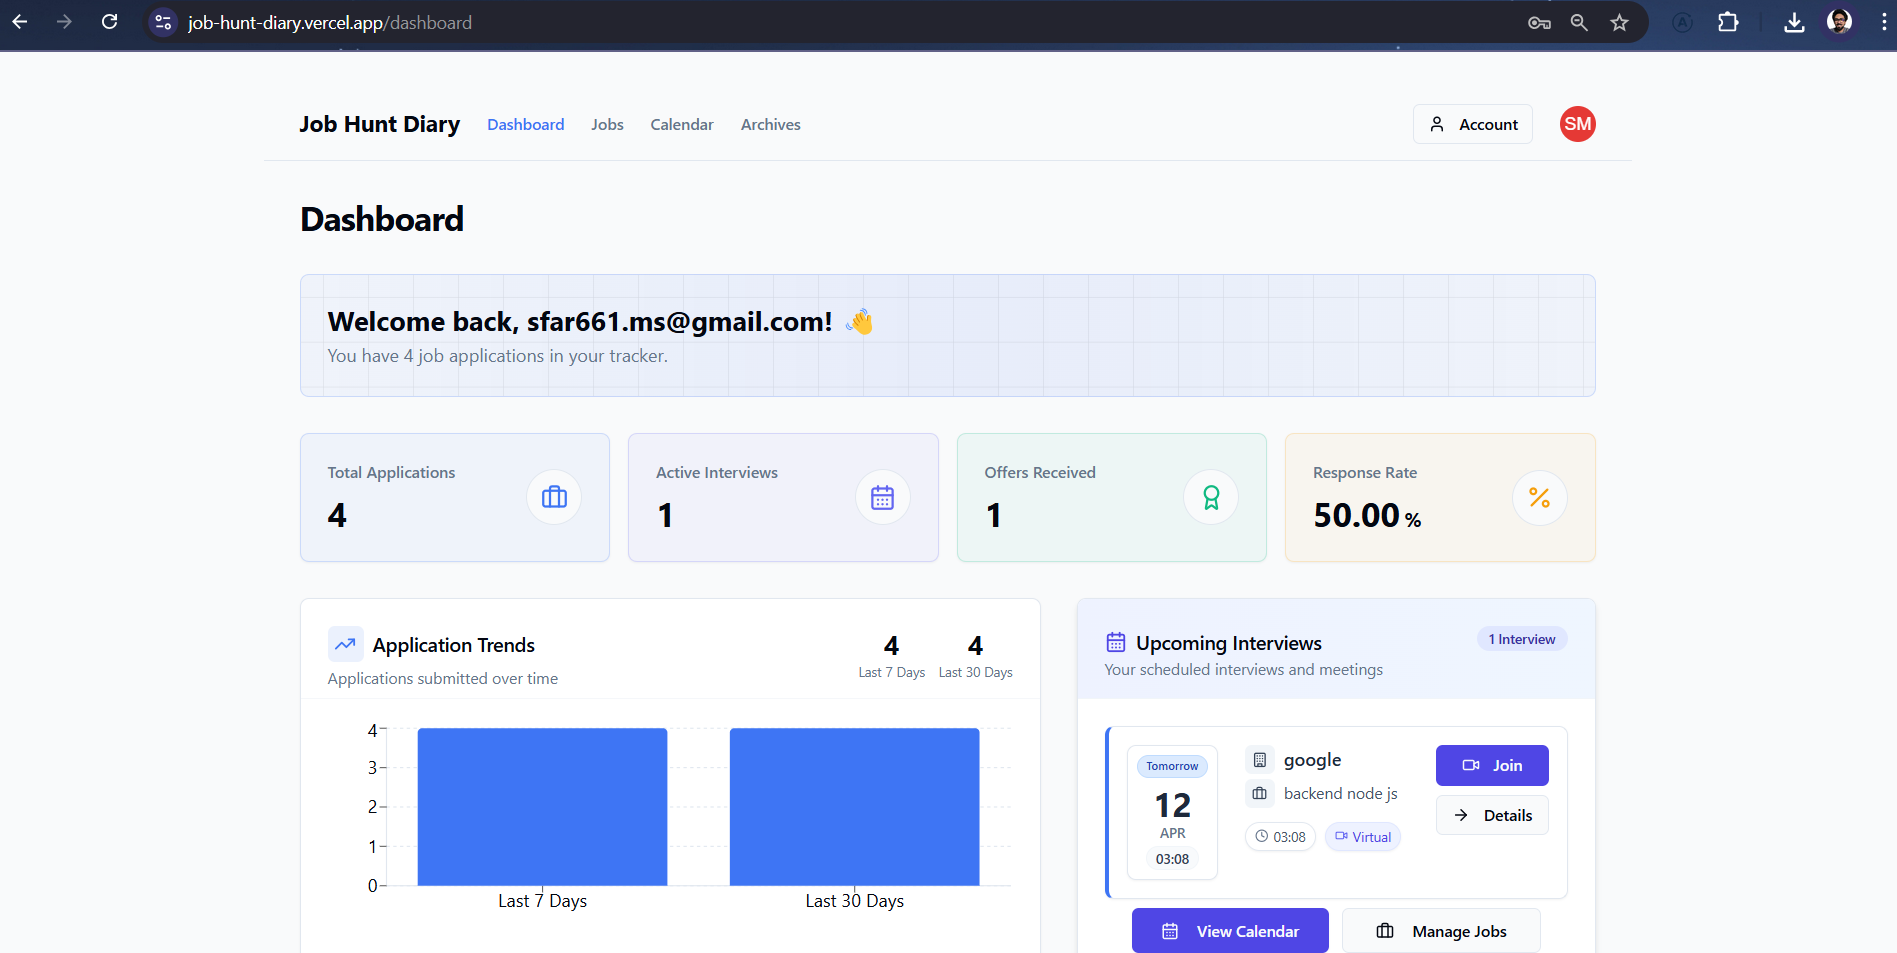 job-hunt-diary.vercel.app/dashboard
Job Hunt Diary Dashboard Jobs Calendar Archives Account SM
Dashboard
Welcome back, sfar661.ms@gmail.com! 👋
You have 4 job applications in your tracker.
Total Applications
4
Active Interviews
1
Offers Received
1
Response Rate
50.00 %
Application Trends
Applications submitted over time
4
Last 7 Days
4
Last 30 Days
4
3
2
1
0
Last 7 Days Last 30 Days
Upcoming Interviews
1 Interview
Your scheduled interviews and meetings
Tomorrow
12
APR
03:08
google
backend node js
03:08 Virtual
Join
Details
View Calendar Manage Jobs